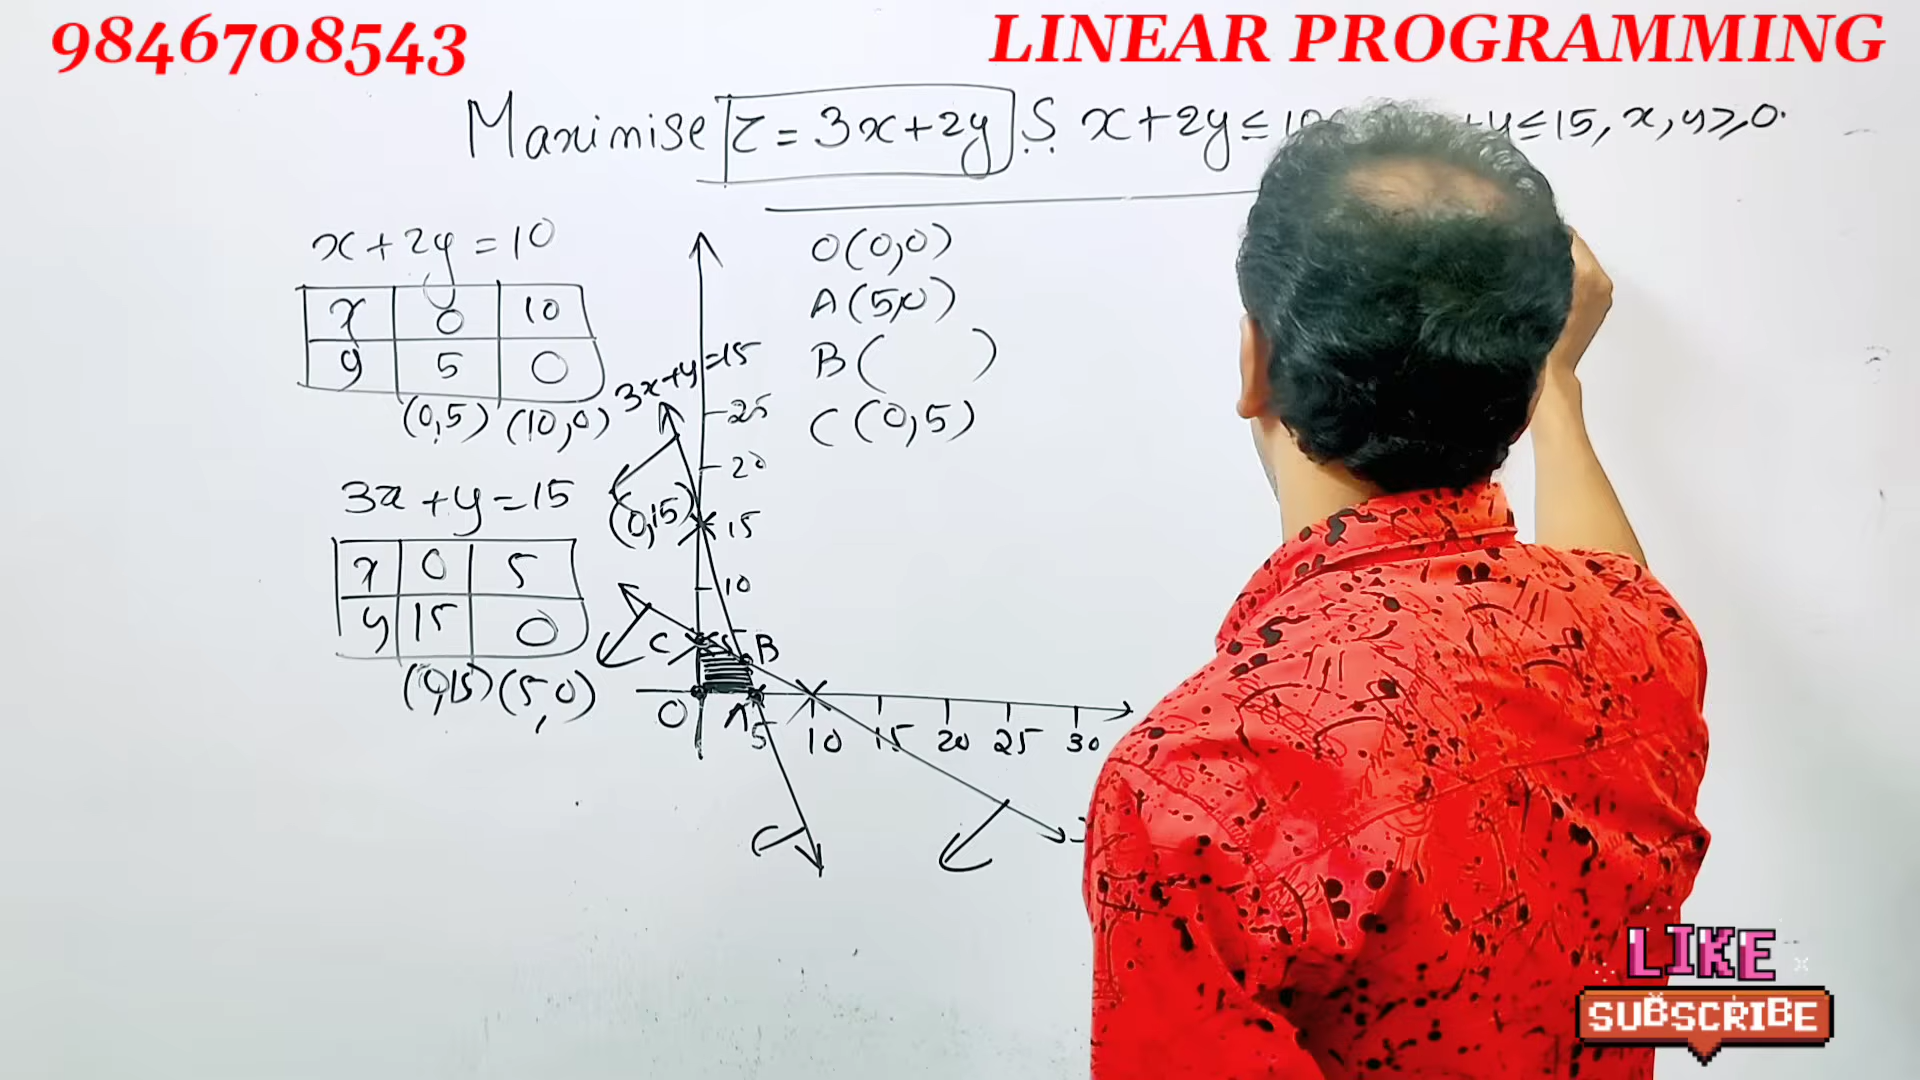 9846708543
LINEAR PROGRAMMING
Maximise z = 3x+2y S.. x+2y≤ 10 +y≤15, x, y≥0.
x+2y=10
x 0 10
y 5 0
(0,5) (10,0)
3x+y=15
x 0 5
y 15 0
(0,15) (5,0)
O(0,0)
A(5,0)
B( )
C(0,5)
3x+y=15
25
20
(0,15) 15
10
C 5 B
O A 5 10 15 20 25 30
LIKE
SUBSCRIBE